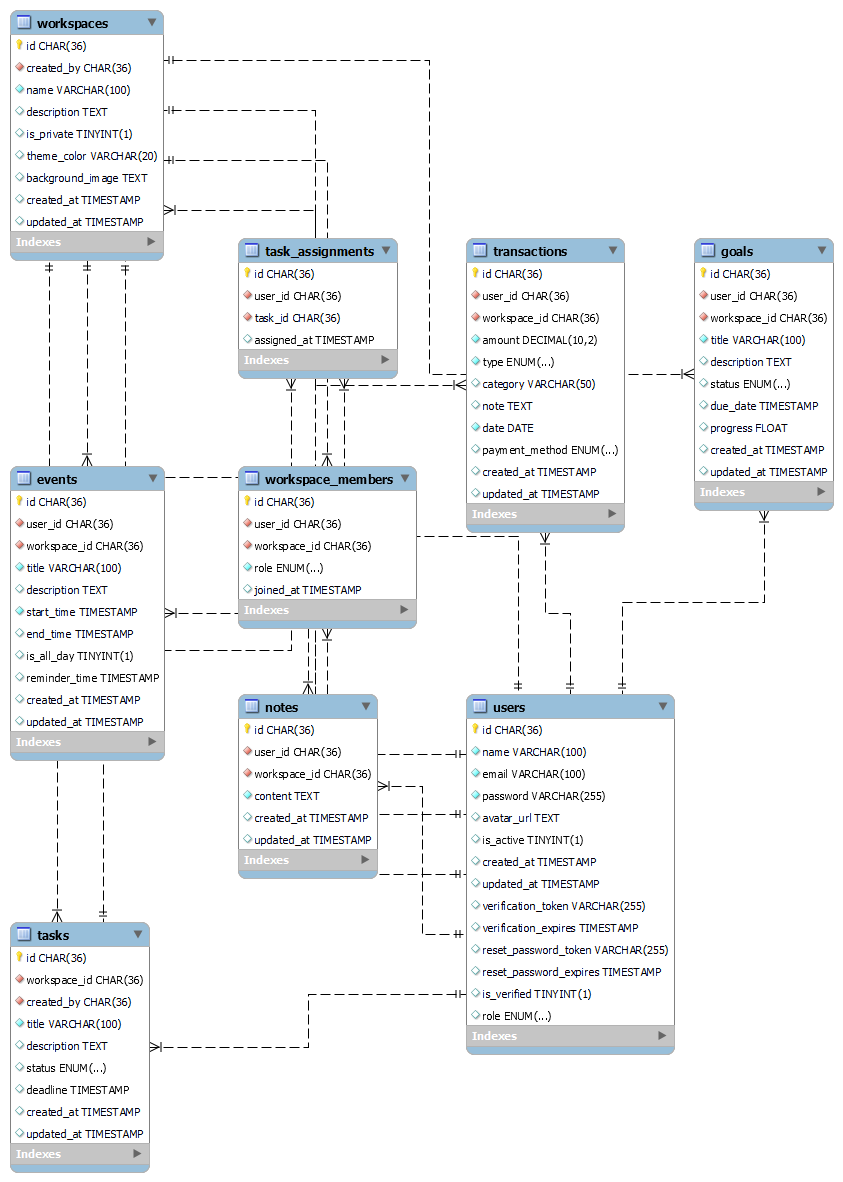 workspaces
id CHAR(36)
created_by CHAR(36)
name VARCHAR(100)
description TEXT
is_private TINYINT(1)
theme_color VARCHAR(20)
background_image TEXT
created_at TIMESTAMP
updated_at TIMESTAMP
Indexes
task_assignments
id CHAR(36)
user_id CHAR(36)
task_id CHAR(36)
assigned_at TIMESTAMP
Indexes
transactions
id CHAR(36)
user_id CHAR(36)
workspace_id CHAR(36)
amount DECIMAL(10,2)
type ENUM(...)
category VARCHAR(50)
note TEXT
date DATE
payment_method ENUM(...)
created_at TIMESTAMP
updated_at TIMESTAMP
Indexes
goals
id CHAR(36)
user_id CHAR(36)
workspace_id CHAR(36)
title VARCHAR(100)
description TEXT
status ENUM(...)
due_date TIMESTAMP
progress FLOAT
created_at TIMESTAMP
updated_at TIMESTAMP
Indexes
events
id CHAR(36)
user_id CHAR(36)
workspace_id CHAR(36)
title VARCHAR(100)
description TEXT
start_time TIMESTAMP
end_time TIMESTAMP
is_all_day TINYINT(1)
reminder_time TIMESTAMP
created_at TIMESTAMP
updated_at TIMESTAMP
Indexes
workspace_members
id CHAR(36)
user_id CHAR(36)
workspace_id CHAR(36)
role ENUM(...)
joined_at TIMESTAMP
Indexes
notes
id CHAR(36)
user_id CHAR(36)
workspace_id CHAR(36)
content TEXT
created_at TIMESTAMP
updated_at TIMESTAMP
Indexes
users
id CHAR(36)
name VARCHAR(100)
email VARCHAR(100)
password VARCHAR(255)
avatar_url TEXT
is_active TINYINT(1)
created_at TIMESTAMP
updated_at TIMESTAMP
verification_token VARCHAR(255)
verification_expires TIMESTAMP
reset_password_token VARCHAR(255)
reset_password_expires TIMESTAMP
is_verified TINYINT(1)
role ENUM(...)
Indexes
tasks
id CHAR(36)
workspace_id CHAR(36)
created_by CHAR(36)
title VARCHAR(100)
description TEXT
status ENUM(...)
deadline TIMESTAMP
created_at TIMESTAMP
updated_at TIMESTAMP
Indexes